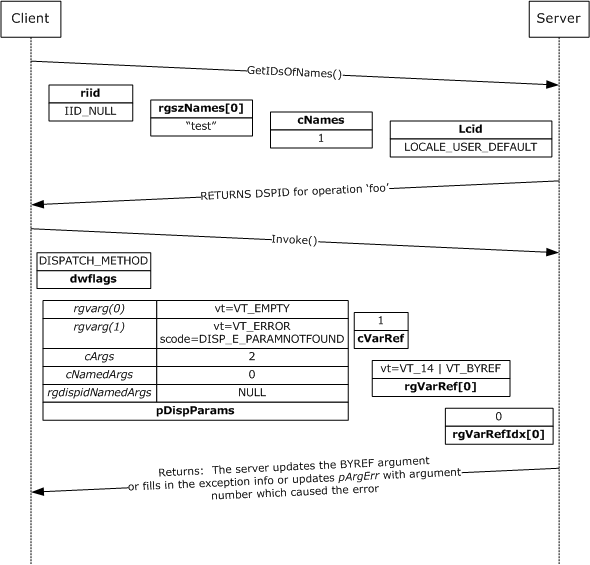 Client
Server
GetIDsOfNames()
riid
IID_NULL
rgszNames[0]
“test”
cNames
1
Lcid
LOCALE_USER_DEFAULT
RETURNS DSPID for operation ‘foo’
Invoke()
DISPATCH_METHOD
dwflags
rgvarg(0) vt=VT_EMPTY
rgvarg(1) vt=VT_ERROR
scode=DISP_E_PARAMNOTFOUND
cArgs 2
cNamedArgs 0
rgdispidNamedArgs NULL
pDispParams
1
cVarRef
vt=VT_14 | VT_BYREF
rgVarRef[0]
0
rgVarRefIdx[0]
Returns: The server updates the BYREF argument
or fills in the exception info or updates pArgErr with argument
number which caused the error